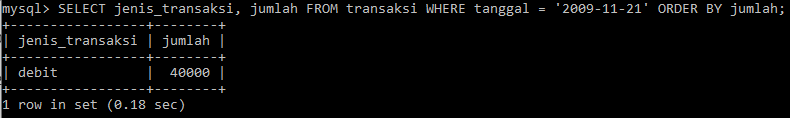 mysql> SELECT jenis_transaksi, jumlah FROM transaksi WHERE tanggal = '2009-11-21' ORDER BY jumlah;
+-----------------+--------+
| jenis_transaksi | jumlah |
+-----------------+--------+
| debit           |  40000 |
+-----------------+--------+
1 row in set (0.18 sec)